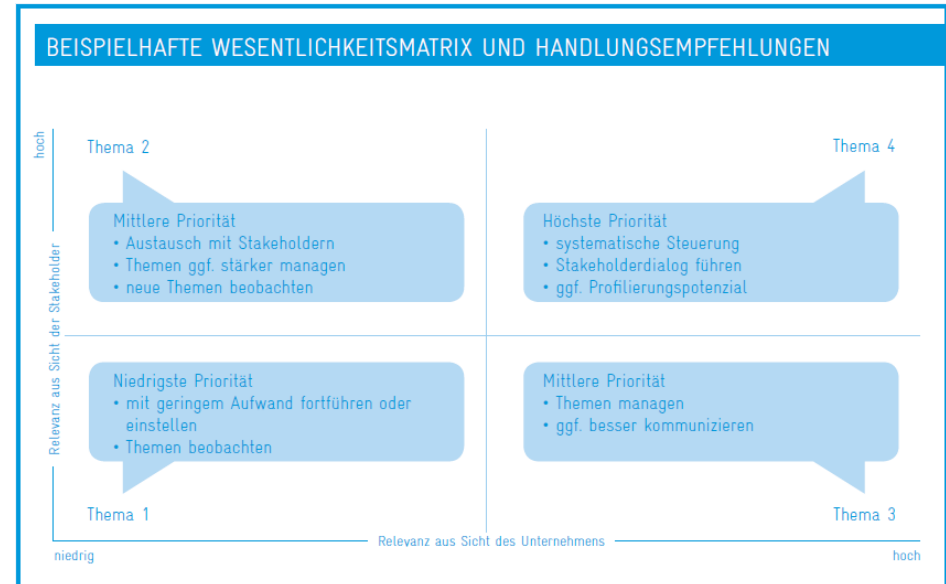 BEISPIELHAFTE WESENTLICHKEITSMATRIX UND HANDLUNGSEMPFEHLUNGEN
hoch
Relevanz aus Sicht der Stakeholder
Thema 2
Mittlere Priorität
• Austausch mit Stakeholdern
• Themen ggf. stärker managen
• neue Themen beobachten
Thema 4
Höchste Priorität
• systematische Steuerung
• Stakeholderdialog führen
• ggf. Profilierungspotenzial
Niedrigste Priorität
• mit geringem Aufwand fortführen oder
einstellen
• Themen beobachten
Thema 1
Mittlere Priorität
• Themen managen
• ggf. besser kommunizieren
Thema 3
niedrig
Relevanz aus Sicht des Unternehmens
hoch